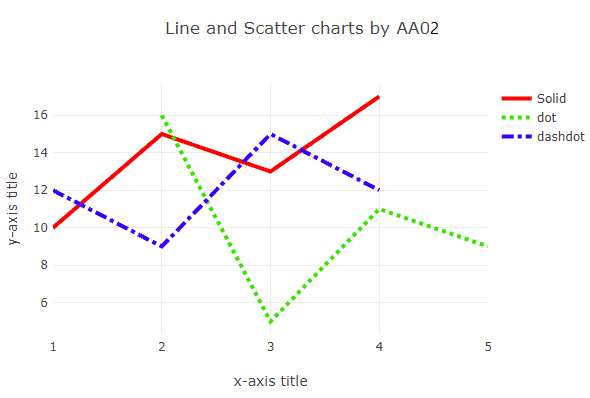 Line and Scatter charts by AA02
Solid
dot
dashdot
y-axis title
16
14
12
10
8
6
1 2 3 4 5
x-axis title